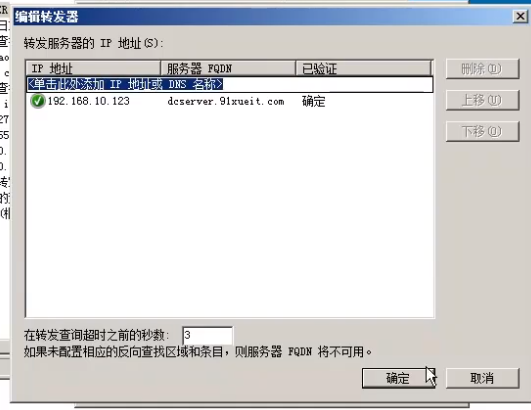 编辑转发器
转发服务器的 IP 地址(S):
IP 地址 服务器 FQDN 已验证
<单击此处添加 IP 地址或 DNS 名称>
192.168.10.123 dcserver.91xueit.com 确定
删除(D)
上移(U)
下移(O)
在转发查询超时之前的秒数: 3
如果未配置相应的反向查找区域和条目，则服务器 FQDN 将不可用。
确定 取消